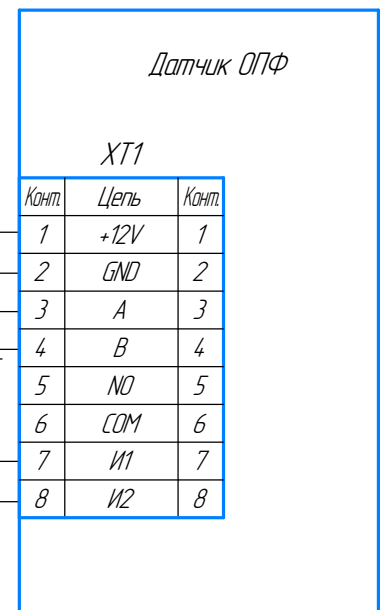 Датчик ОПФ
XT1
Конт. Цепь Конт.
1 +12V 1
2 GND 2
3 A 3
4 B 4
5 NO 5
6 COM 6
7 И1 7
8 И2 8